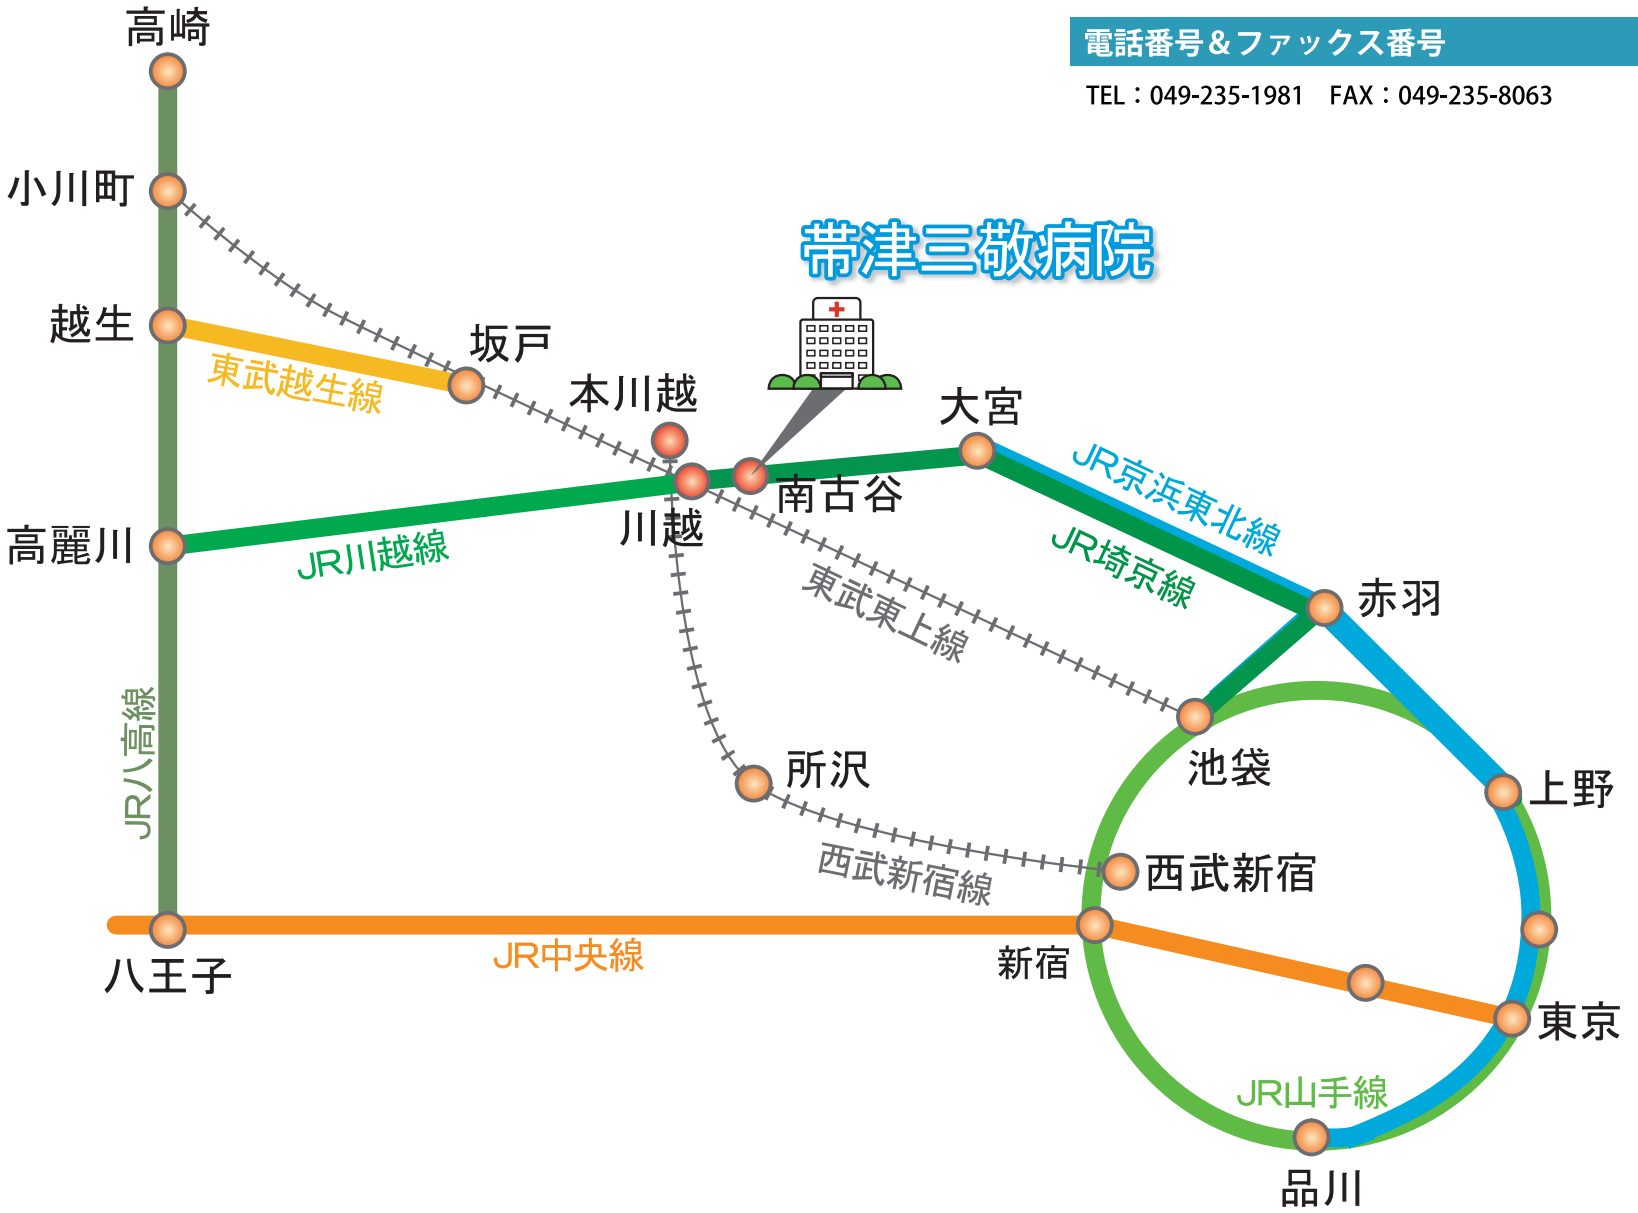 高崎
電話番号＆ファックス番号
TEL：049-235-1981　FAX：049-235-8063
小川町
帯津三敬病院
越生
坂戸
東武越生線
本川越
大宮
JR京浜東北線
南古谷
川越
高麗川
JR川越線
JR埼京線
東武東上線
赤羽
JR八高線
所沢
池袋
上野
西武新宿線
西武新宿
JR中央線
新宿
八王子
東京
JR山手線
品川